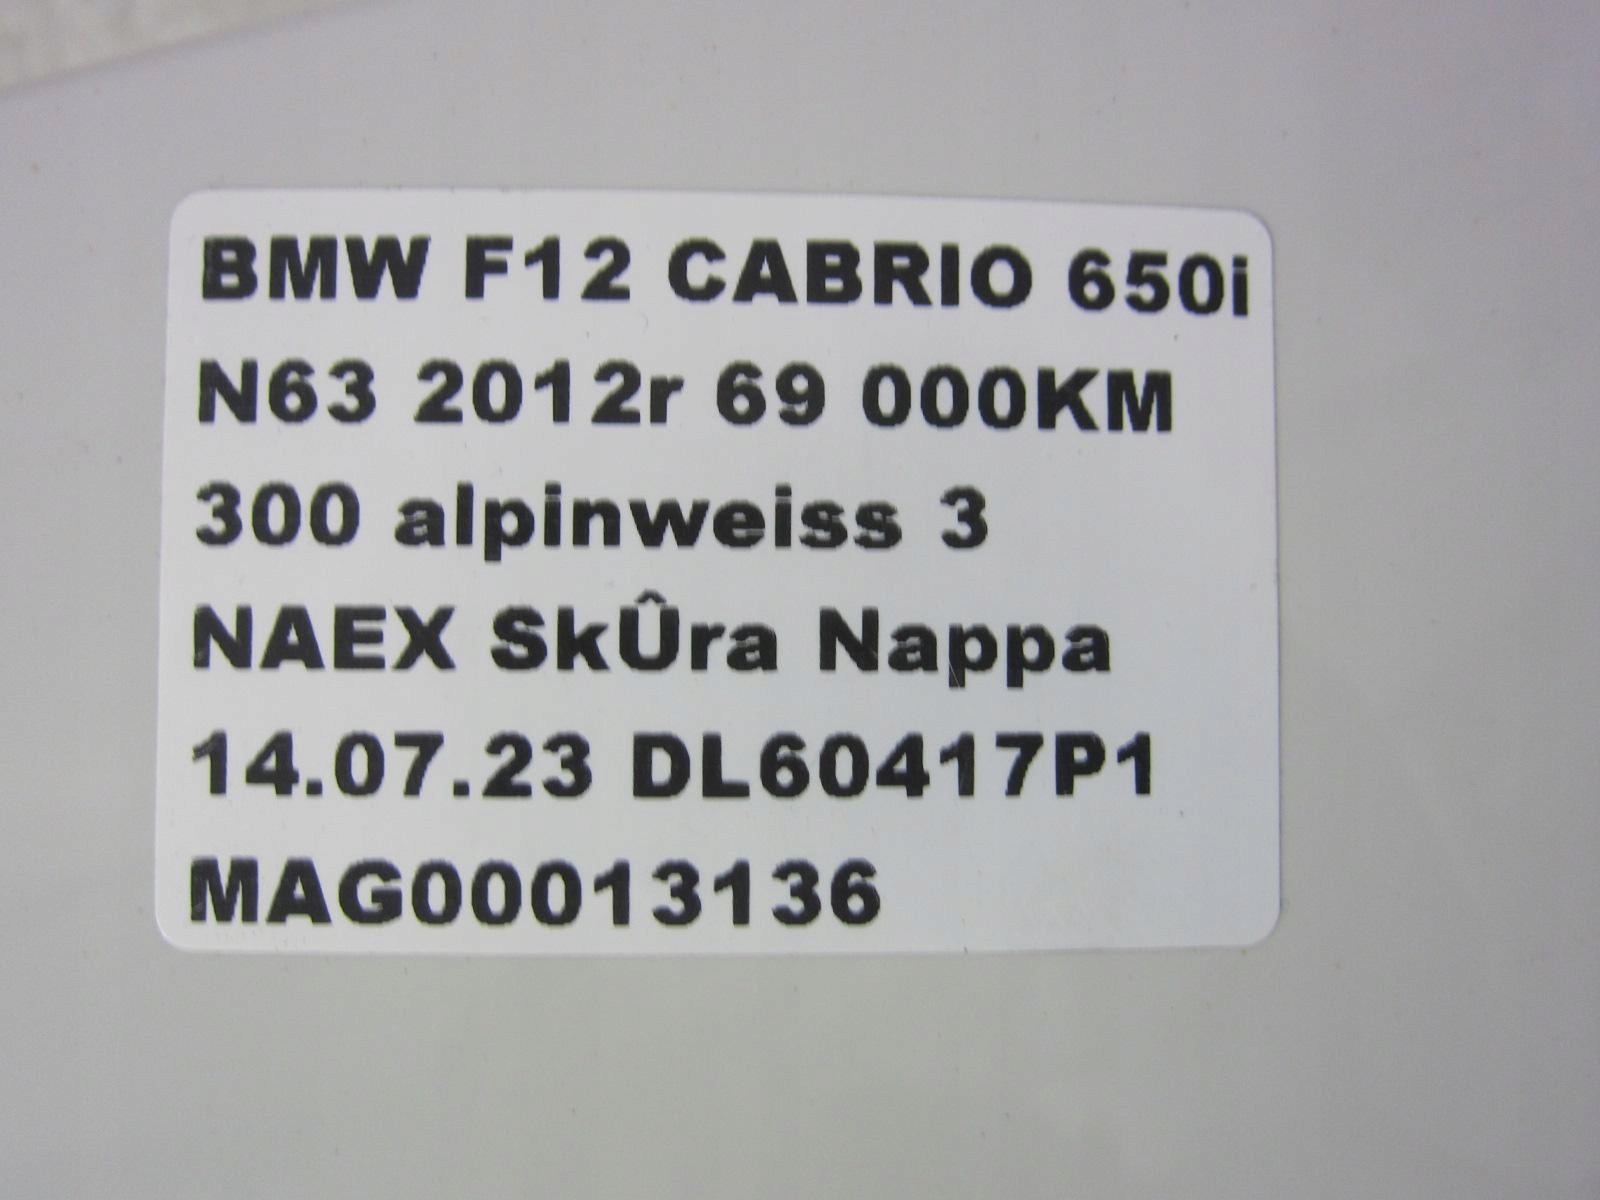 BMW F12 CABRIO 650i
N63 2012r 69 000KM
300 alpinweiss 3
NAEX SkÛra Nappa
14.07.23 DL60417P1
MAG00013136